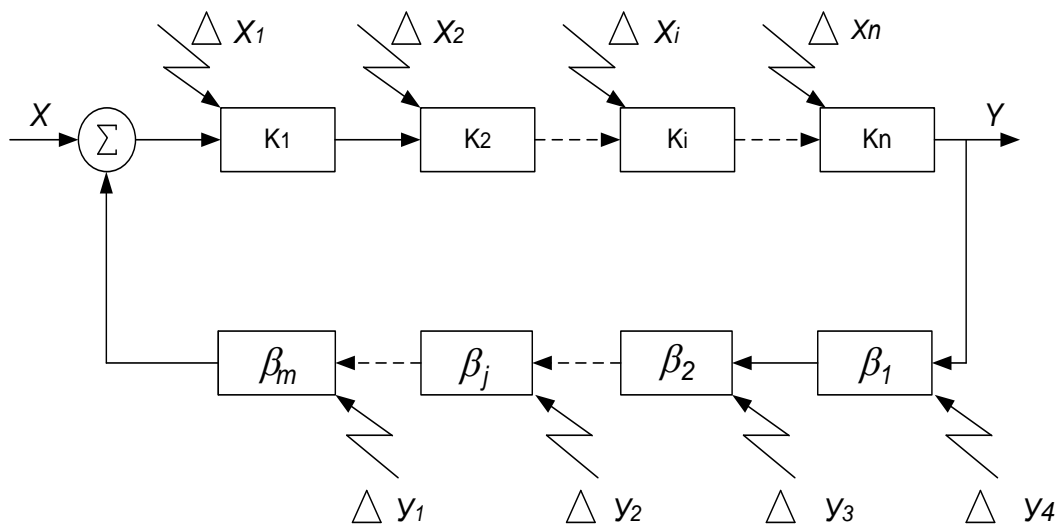 △ X1 △ X2 △ Xi △ Xn
X Σ K1 K2 Ki Kn Y
βm βj β2 β1
△ y1 △ y2 △ y3 △ y4